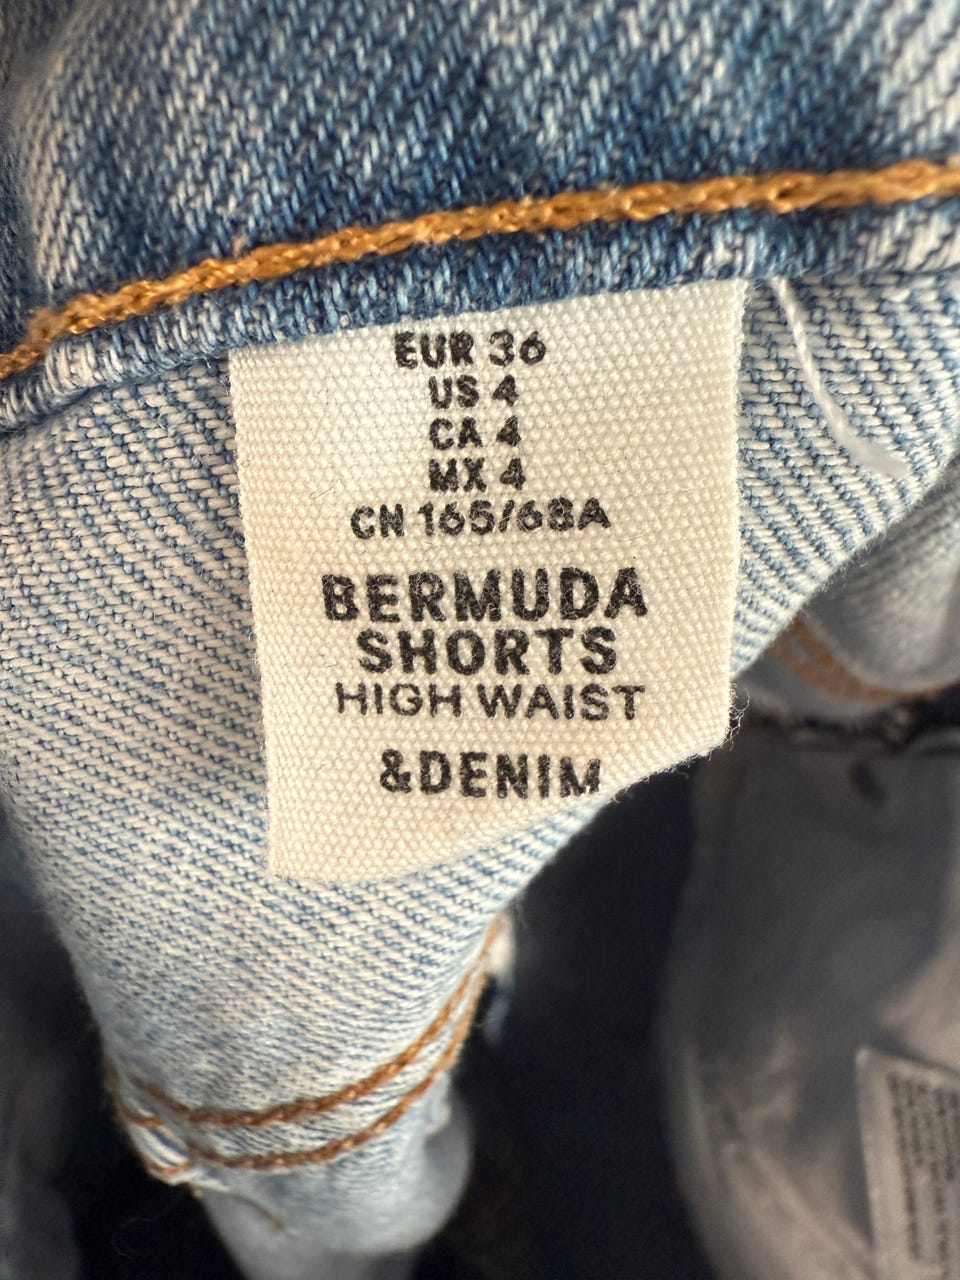 EUR 36
US 4
CA 4
MX 4
CN 165/68A
BERMUDA
SHORTS
HIGH WAIST
&DENIM